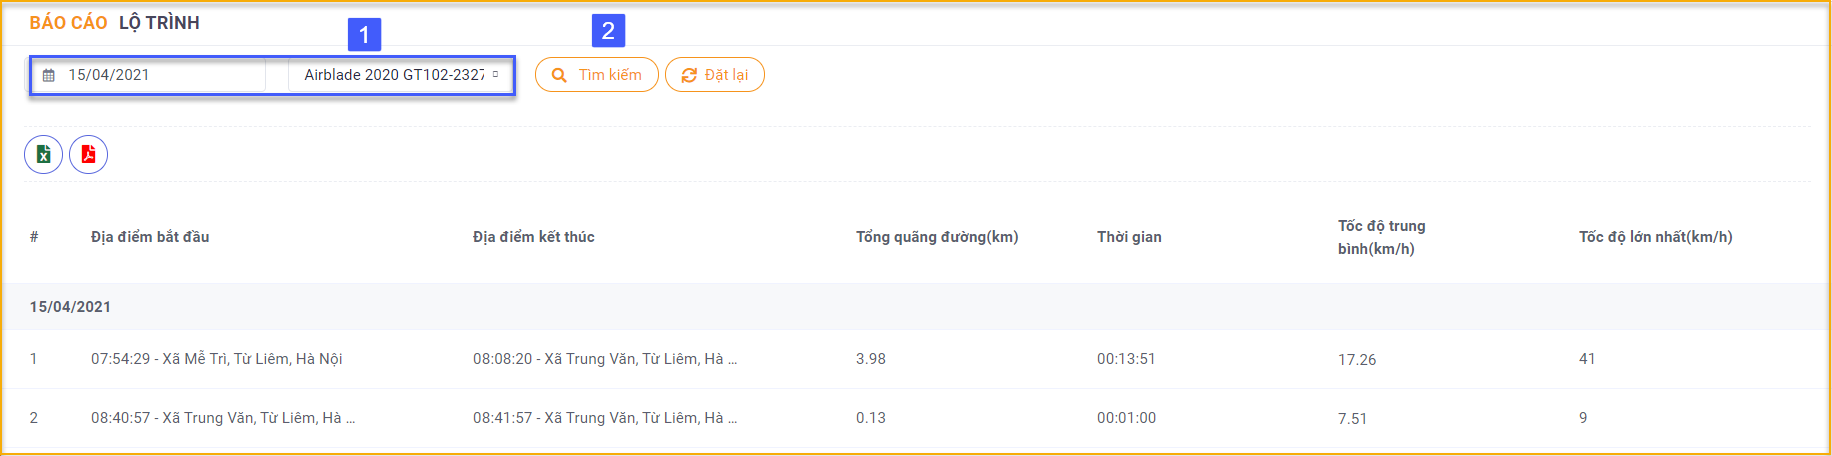 BÁO CÁO LỘ TRÌNH
1
2
15/04/2021
Airblade 2020 GT102-2327
Tìm kiếm
Đặt lại
# Địa điểm bắt đầu Địa điểm kết thúc Tổng quãng đường(km) Thời gian Tốc độ trung bình(km/h) Tốc độ lớn nhất(km/h)
15/04/2021
1 07:54:29 - Xã Mễ Trì, Từ Liêm, Hà Nội 08:08:20 - Xã Trung Văn, Từ Liêm, Hà ... 3.98 00:13:51 17.26 41
2 08:40:57 - Xã Trung Văn, Từ Liêm, Hà ... 08:41:57 - Xã Trung Văn, Từ Liêm, Hà ... 0.13 00:01:00 7.51 9